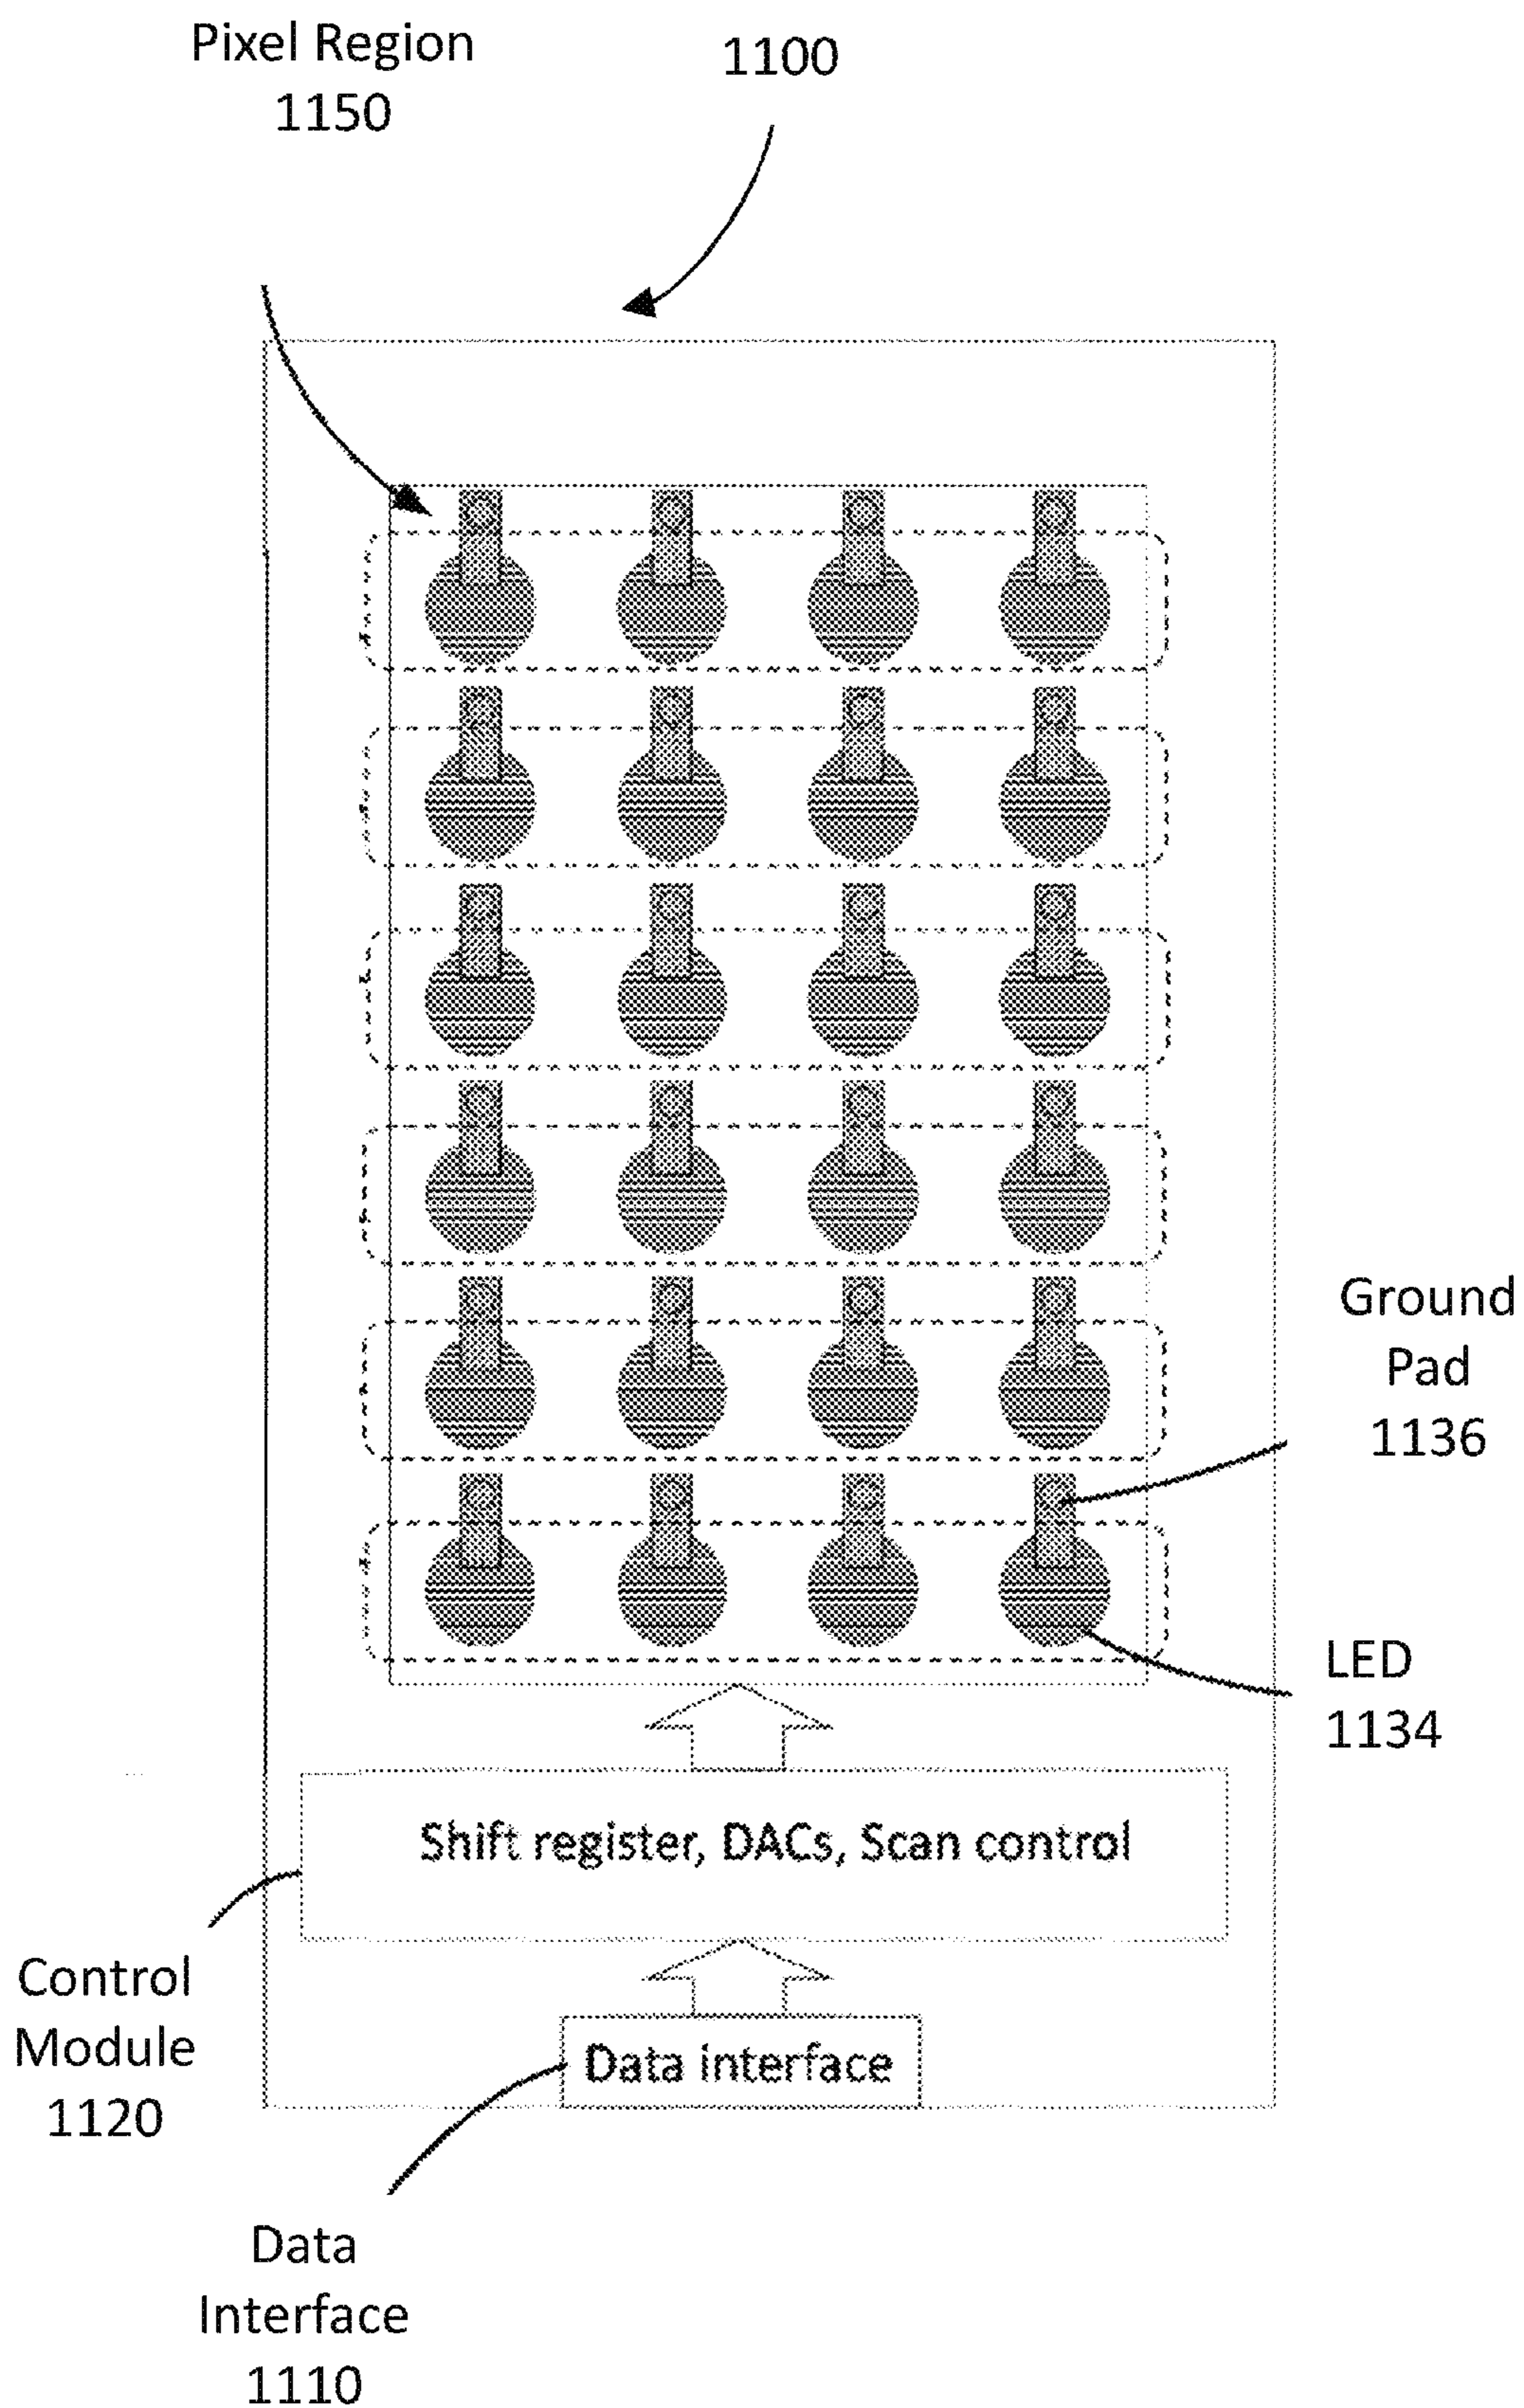 Pixel Region
1150
1100
Ground
Pad
1136
LED
1134
Shift register, DACs, Scan control
Control
Module
1120
Data interface
Data
Interface
1110